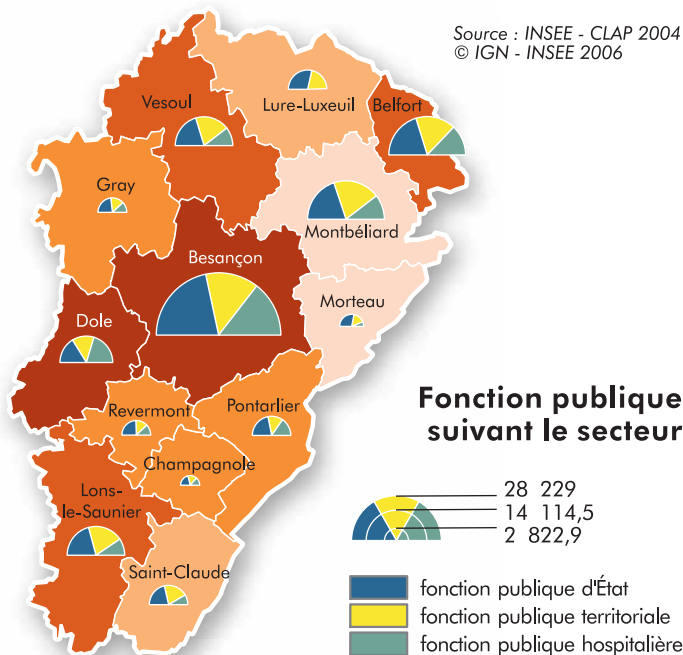 Source : INSEE - CLAP 2004
© IGN - INSEE 2006
Vesoul
Lure-Luxeuil
Belfort
Gray
Montbéliard
Besançon
Morteau
Dole
Revermont
Pontarlier
Champagnole
Lons-
le-Saunier
Saint-Claude
Fonction publique
suivant le secteur
28 229
14 114,5
2 822,9
fonction publique d'État
fonction publique territoriale
fonction publique hospitalière